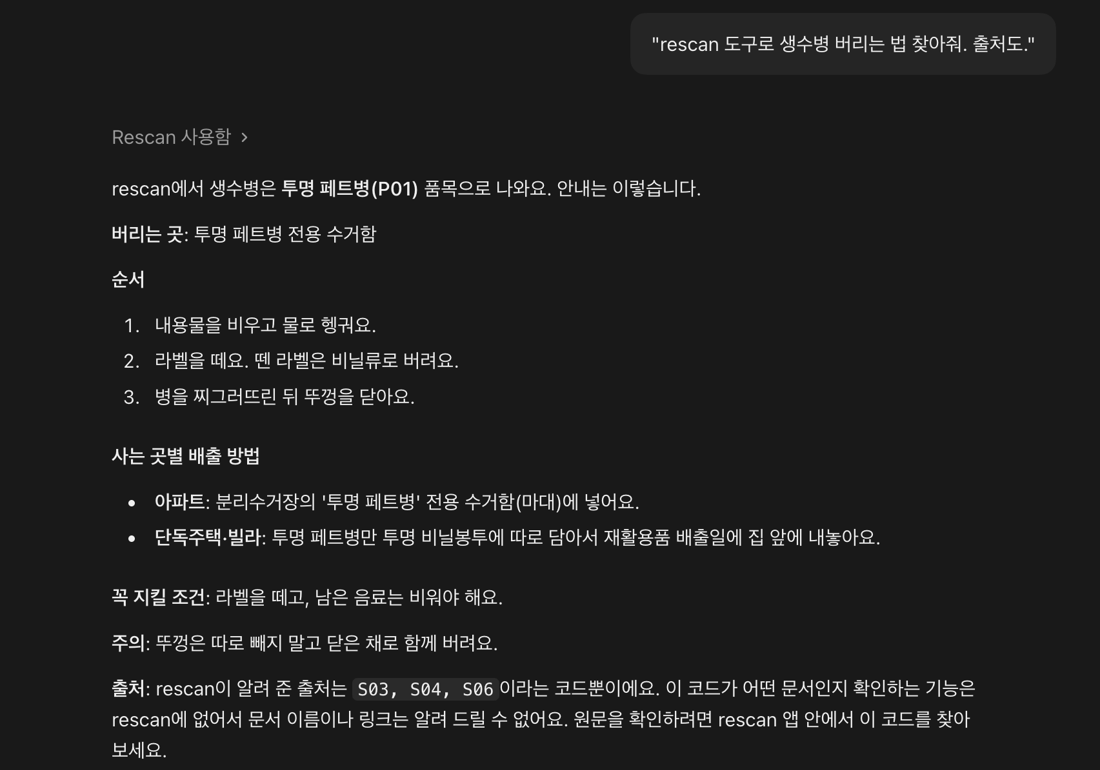 "rescan 도구로 생수병 버리는 법 찾아줘. 출처도."
Rescan 사용함 >
rescan에서 생수병은 투명 페트병(P01) 품목으로 나와요. 안내는 이렇습니다.
버리는 곳: 투명 페트병 전용 수거함
순서
1. 내용물을 비우고 물로 헹궈요.
2. 라벨을 떼요. 뗀 라벨은 비닐류로 버려요.
3. 병을 찌그러뜨린 뒤 뚜껑을 닫아요.
사는 곳별 배출 방법
• 아파트: 분리수거장의 '투명 페트병' 전용 수거함(마대)에 넣어요.
• 단독주택·빌라: 투명 페트병만 투명 비닐봉투에 따로 담아서 재활용품 배출일에 집 앞에 내놓아요.
꼭 지킬 조건: 라벨을 떼고, 남은 음료는 비워야 해요.
주의: 뚜껑은 따로 빼지 말고 닫은 채로 함께 버려요.
출처: rescan이 알려 준 출처는 S03, S04, S06이라는 코드뿐이에요. 이 코드가 어떤 문서인지 확인하는 기능은
rescan에 없어서 문서 이름이나 링크는 알려 드릴 수 없어요. 원문을 확인하려면 rescan 앱 안에서 이 코드를 찾아
보세요.